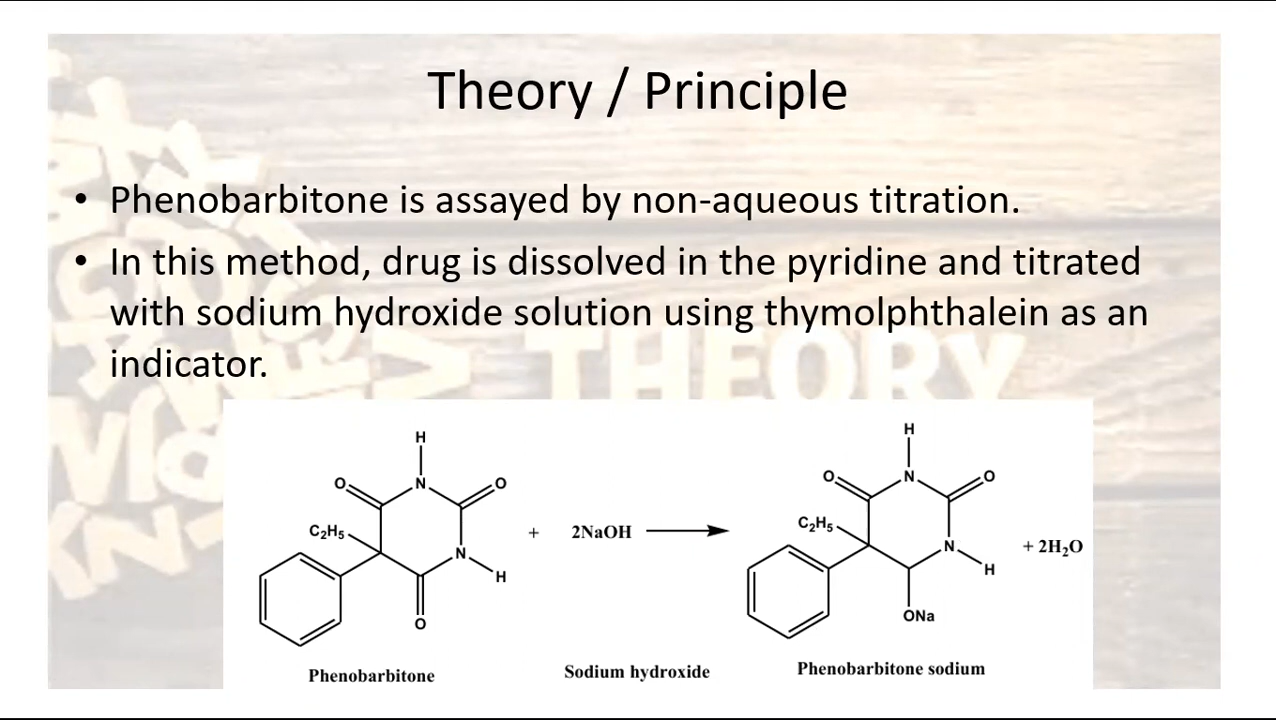 Theory / Principle
• Phenobarbitone is assayed by non-aqueous titration.
• In this method, drug is dissolved in the pyridine and titrated
with sodium hydroxide solution using thymolphthalein as an
indicator.
THEORY
H
N
O
O
C₂H₅
N
H
O
+
2NaOH
H
N
O
O
C₂H₅
N
H
ONa
+ 2H₂O
Phenobarbitone
Sodium hydroxide
Phenobarbitone sodium